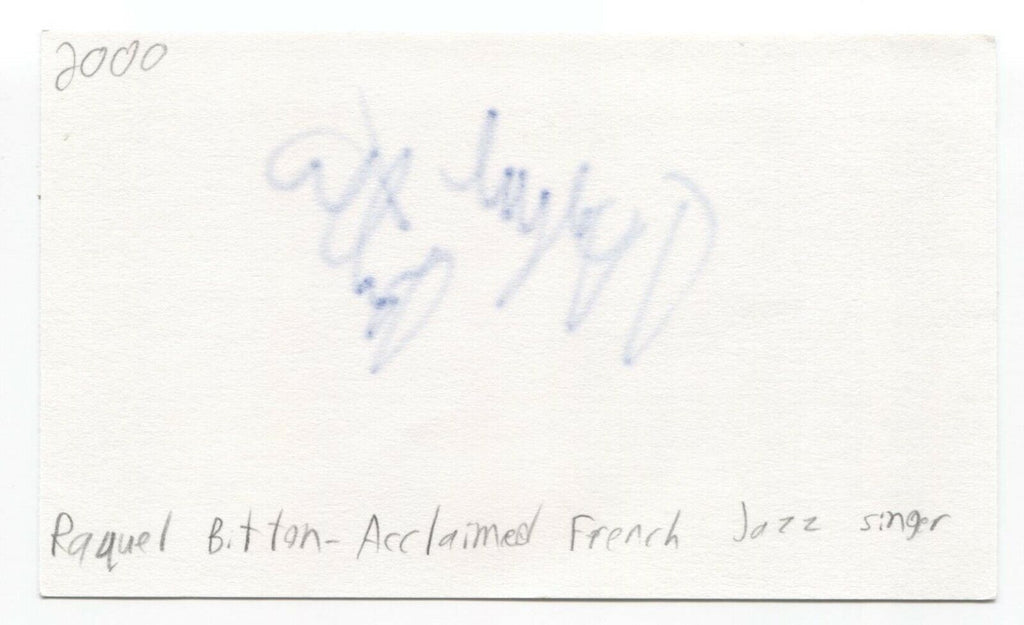 2000
Raquel Bitton - Acclaimed French Jazz singer